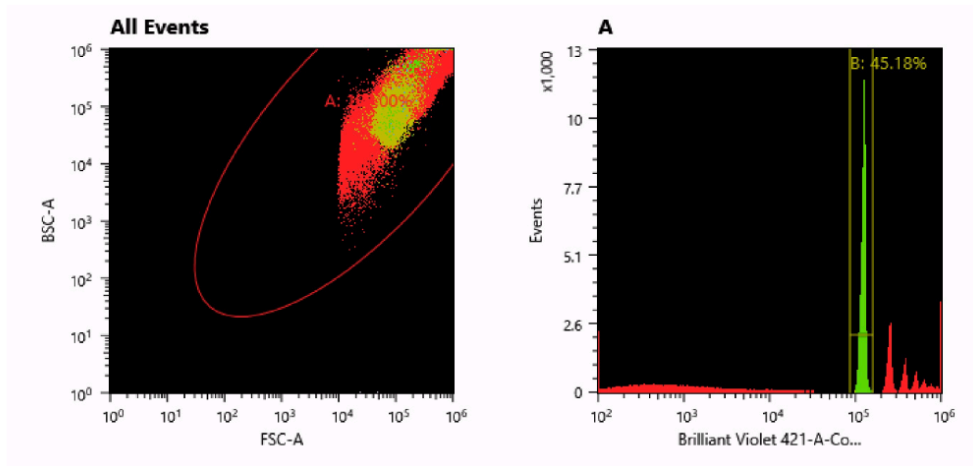 All Events
10⁶
10⁵
10⁴
10³
10²
10¹
10⁰
BSC-A
10⁰ 10¹ 10² 10³ 10⁴ 10⁵ 10⁶
FSC-A
A
x1,000
13
10
7.7
5.1
2.6
0
Events
B: 45.18%
10² 10³ 10⁴ 10⁵ 10⁶
Brilliant Violet 421-A-Co...